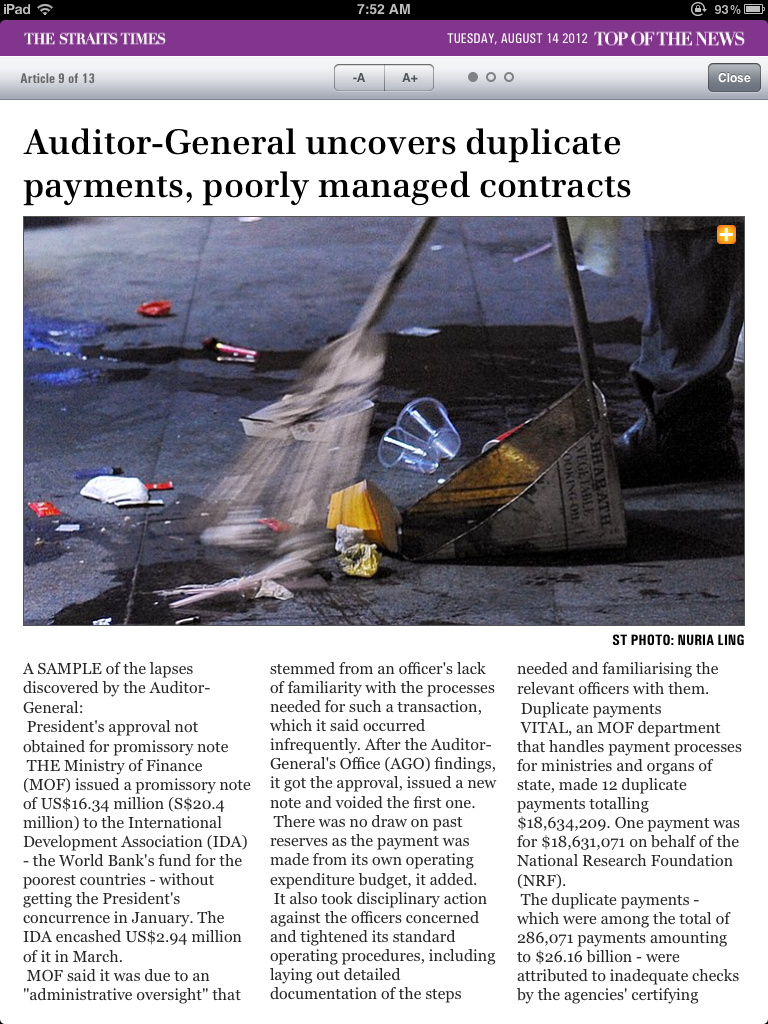 iPad
7:52 AM
93%
THE STRAITS TIMES
TUESDAY, AUGUST 14 2012 TOP OF THE NEWS
Article 9 of 13
-A
A+
Close
Auditor-General uncovers duplicate
payments, poorly managed contracts
BHARATH
VEGETABLE
COOKING OIL
ST PHOTO: NURIA LING
A SAMPLE of the lapses
discovered by the Auditor-
General:
President's approval not
obtained for promissory note
THE Ministry of Finance
(MOF) issued a promissory note
of US$16.34 million (S$20.4
million) to the International
Development Association (IDA)
- the World Bank's fund for the
poorest countries - without
getting the President's
concurrence in January. The
IDA encashed US$2.94 million
of it in March.
MOF said it was due to an
"administrative oversight" that
stemmed from an officer's lack
of familiarity with the processes
needed for such a transaction,
which it said occurred
infrequently. After the Auditor-
General's Office (AGO) findings,
it got the approval, issued a new
note and voided the first one.
There was no draw on past
reserves as the payment was
made from its own operating
expenditure budget, it added.
It also took disciplinary action
against the officers concerned
and tightened its standard
operating procedures, including
laying out detailed
documentation of the steps
needed and familiarising the
relevant officers with them.
Duplicate payments
VITAL, an MOF department
that handles payment processes
for ministries and organs of
state, made 12 duplicate
payments totalling
$18,634,209. One payment was
for $18,631,071 on behalf of the
National Research Foundation
(NRF).
The duplicate payments -
which were among the total of
286,071 payments amounting
to $26.16 billion - were
attributed to inadequate checks
by the agencies' certifying